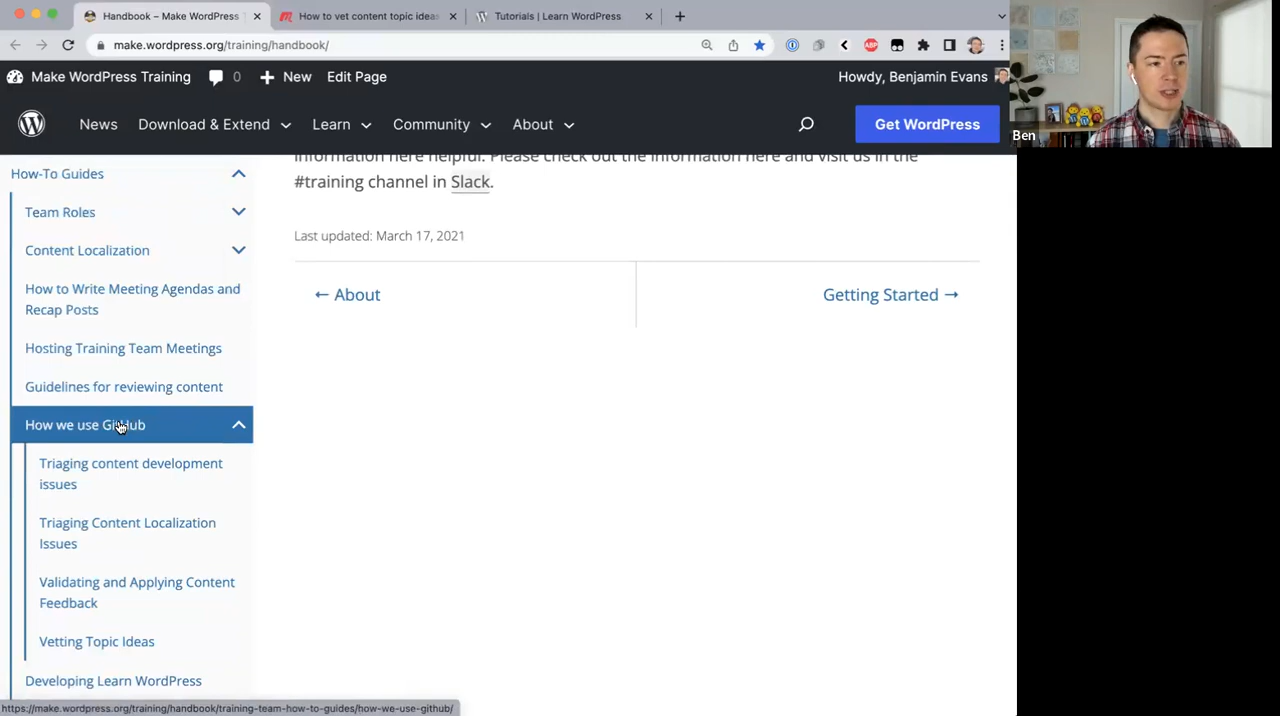 Handbook – Make WordPress T
How to vet content topic ideas
Tutorials | Learn WordPress
make.wordpress.org/training/handbook/
ABP
Make WordPress Training
0
New
Edit Page
Howdy, Benjamin Evans
News
Download & Extend
Learn
Community
About
Get WordPress
Ben
information here helpful. Please check out the information here and visit us in the
#training channel in Slack.
Last updated: March 17, 2021
← About
Getting Started →
How-To Guides
Team Roles
Content Localization
How to Write Meeting Agendas and
Recap Posts
Hosting Training Team Meetings
Guidelines for reviewing content
How we use GitHub
Triaging content development
issues
Triaging Content Localization
Issues
Validating and Applying Content
Feedback
Vetting Topic Ideas
Developing Learn WordPress
https://make.wordpress.org/training/handbook/training-team-how-to-guides/how-we-use-github/